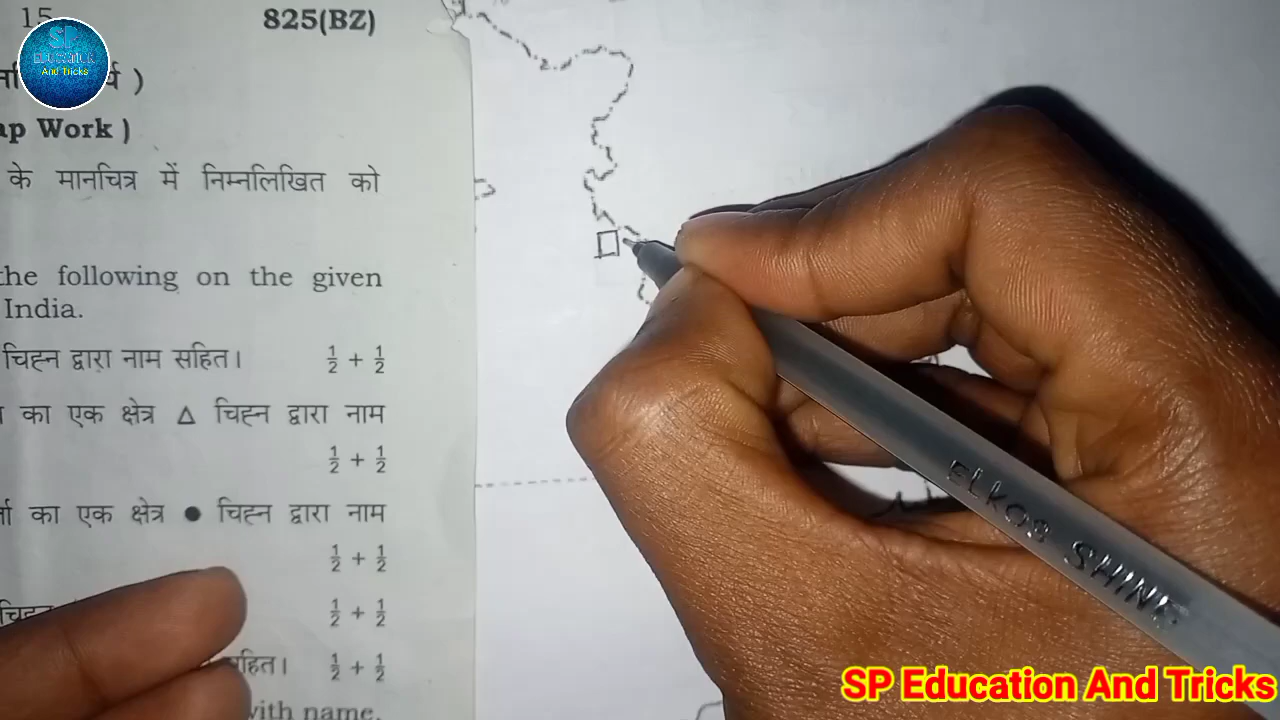 15
825(BZ)
SP
EDUCATION
And Tricks
)
ap Work )
के मानचित्र में निम्नलिखित को
the following on the given
India.
चिह्न द्वारा नाम सहित। ½ + ½
का एक क्षेत्र Δ चिह्न द्वारा नाम
½ + ½
का एक क्षेत्र ● चिह्न द्वारा नाम
½ + ½
½ + ½
सहित। ½ + ½
with name.
ELKOS SHINE
SP Education And Tricks